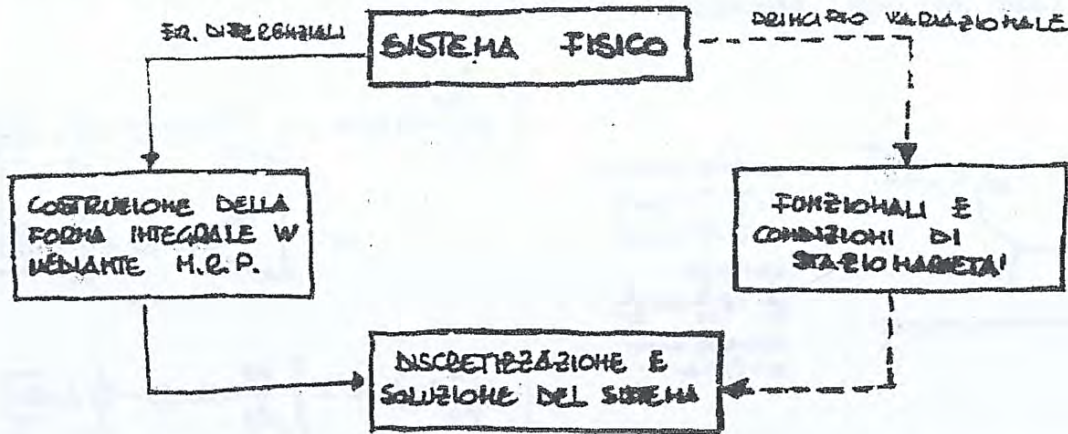 EQ. DIFFERENZIALI
SISTEMA FISICO
PRINCIPIO VARIAZIONALE
COSTRUZIONE DELLA
FORMA INTEGRALE W
MEDIANTE M.R.P.
FUNZIONALI E
CONDIZIONI DI
STAZIONARIETA'
DISCRETIZZAZIONE E
SOLUZIONE DEL SISTEMA